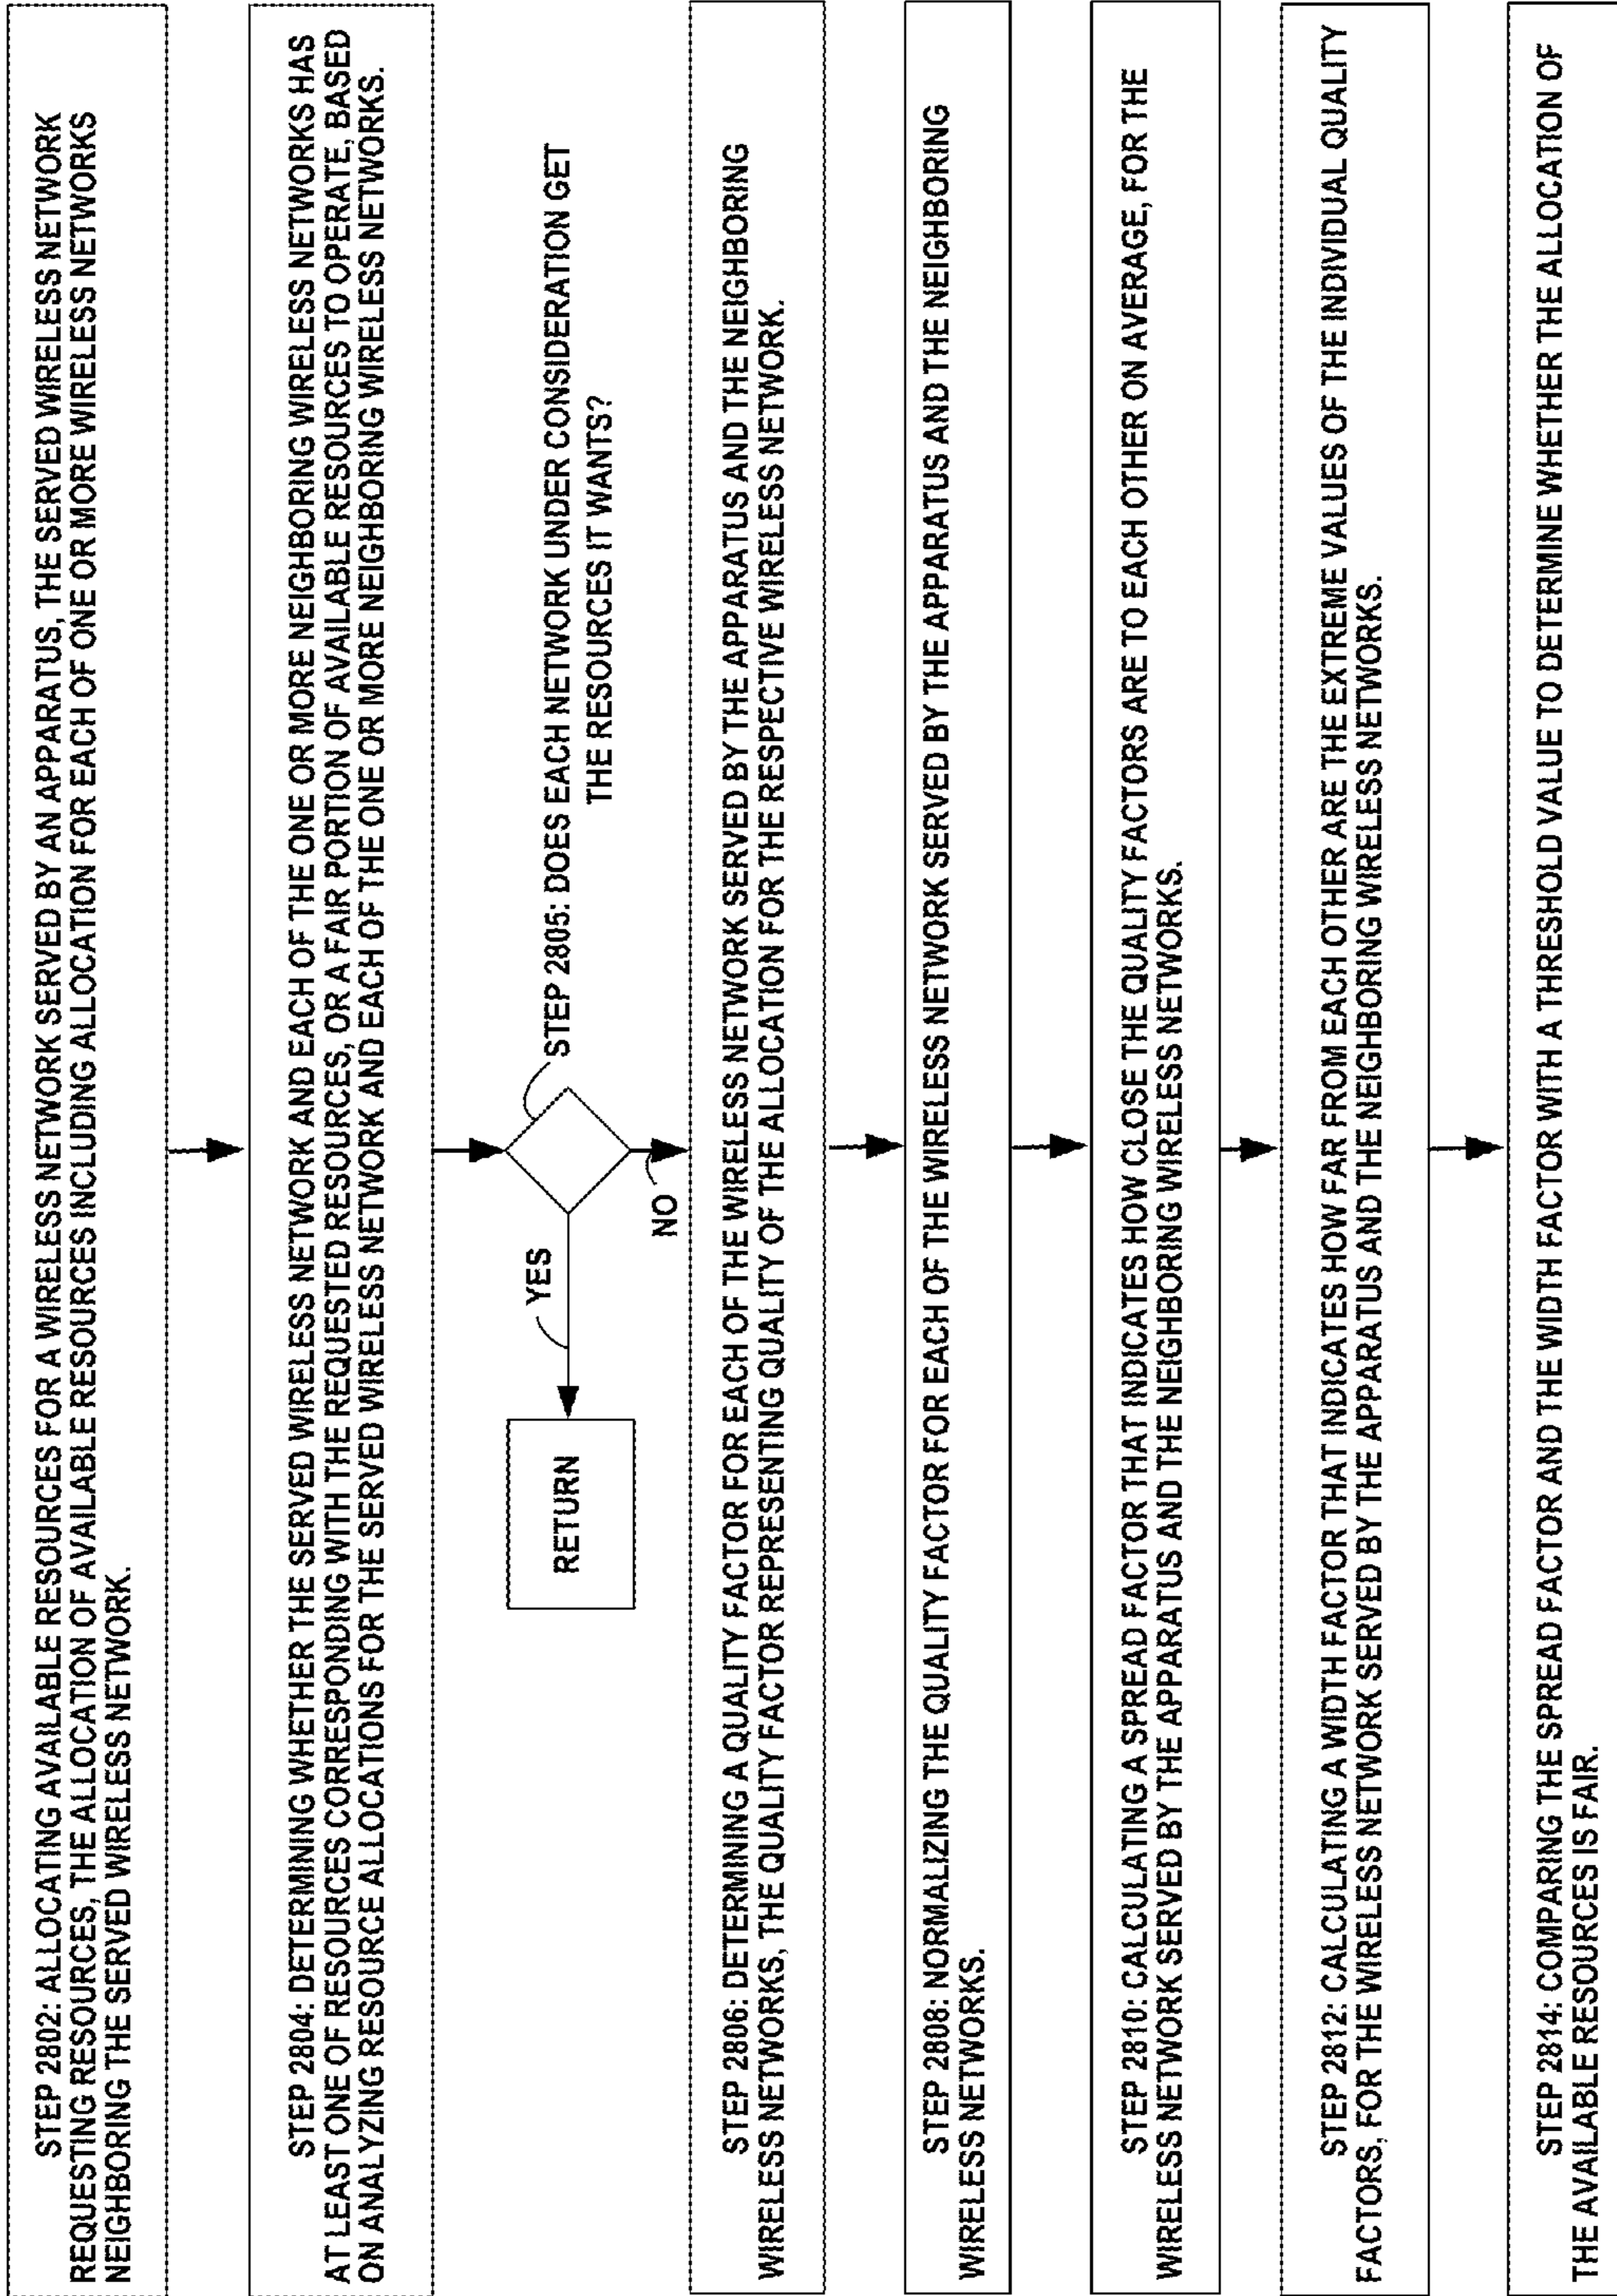 STEP 2802: ALLOCATING AVAILABLE RESOURCES FOR A WIRELESS NETWORK SERVED BY AN APPARATUS, THE SERVED WIRELESS NETWORK
REQUESTING RESOURCES, THE ALLOCATION OF AVAILABLE RESOURCES INCLUDING ALLOCATION FOR EACH OF ONE OR MORE WIRELESS NETWORKS
NEIGHBORING THE SERVED WIRELESS NETWORK.
STEP 2804: DETERMINING WHETHER THE SERVED WIRELESS NETWORK AND EACH OF THE ONE OR MORE NEIGHBORING WIRELESS NETWORKS HAS
AT LEAST ONE OF RESOURCES CORRESPONDING WITH THE REQUESTED RESOURCES, OR A FAIR PORTION OF AVAILABLE RESOURCES TO OPERATE, BASED
ON ANALYZING RESOURCE ALLOCATIONS FOR THE SERVED WIRELESS NETWORK AND EACH OF THE ONE OR MORE NEIGHBORING WIRELESS NETWORKS.
STEP 2805: DOES EACH NETWORK UNDER CONSIDERATION GET
THE RESOURCES IT WANTS?
YES
RETURN
NO
STEP 2806: DETERMINING A QUALITY FACTOR FOR EACH OF THE WIRELESS NETWORK SERVED BY THE APPARATUS AND THE NEIGHBORING
WIRELESS NETWORKS, THE QUALITY FACTOR REPRESENTING QUALITY OF THE ALLOCATION FOR THE RESPECTIVE WIRELESS NETWORK.
STEP 2808: NORMALIZING THE QUALITY FACTOR FOR EACH OF THE WIRELESS NETWORK SERVED BY THE APPARATUS AND THE NEIGHBORING
WIRELESS NETWORKS.
STEP 2810: CALCULATING A SPREAD FACTOR THAT INDICATES HOW CLOSE THE QUALITY FACTORS ARE TO EACH OTHER ON AVERAGE, FOR THE
WIRELESS NETWORK SERVED BY THE APPARATUS AND THE NEIGHBORING WIRELESS NETWORKS.
STEP 2812: CALCULATING A WIDTH FACTOR THAT INDICATES HOW FAR FROM EACH OTHER ARE THE EXTREME VALUES OF THE INDIVIDUAL QUALITY
FACTORS, FOR THE WIRELESS NETWORK SERVED BY THE APPARATUS AND THE NEIGHBORING WIRELESS NETWORKS.
STEP 2814: COMPARING THE SPREAD FACTOR AND THE WIDTH FACTOR WITH A THRESHOLD VALUE TO DETERMINE WHETHER THE ALLOCATION OF
THE AVAILABLE RESOURCES IS FAIR.